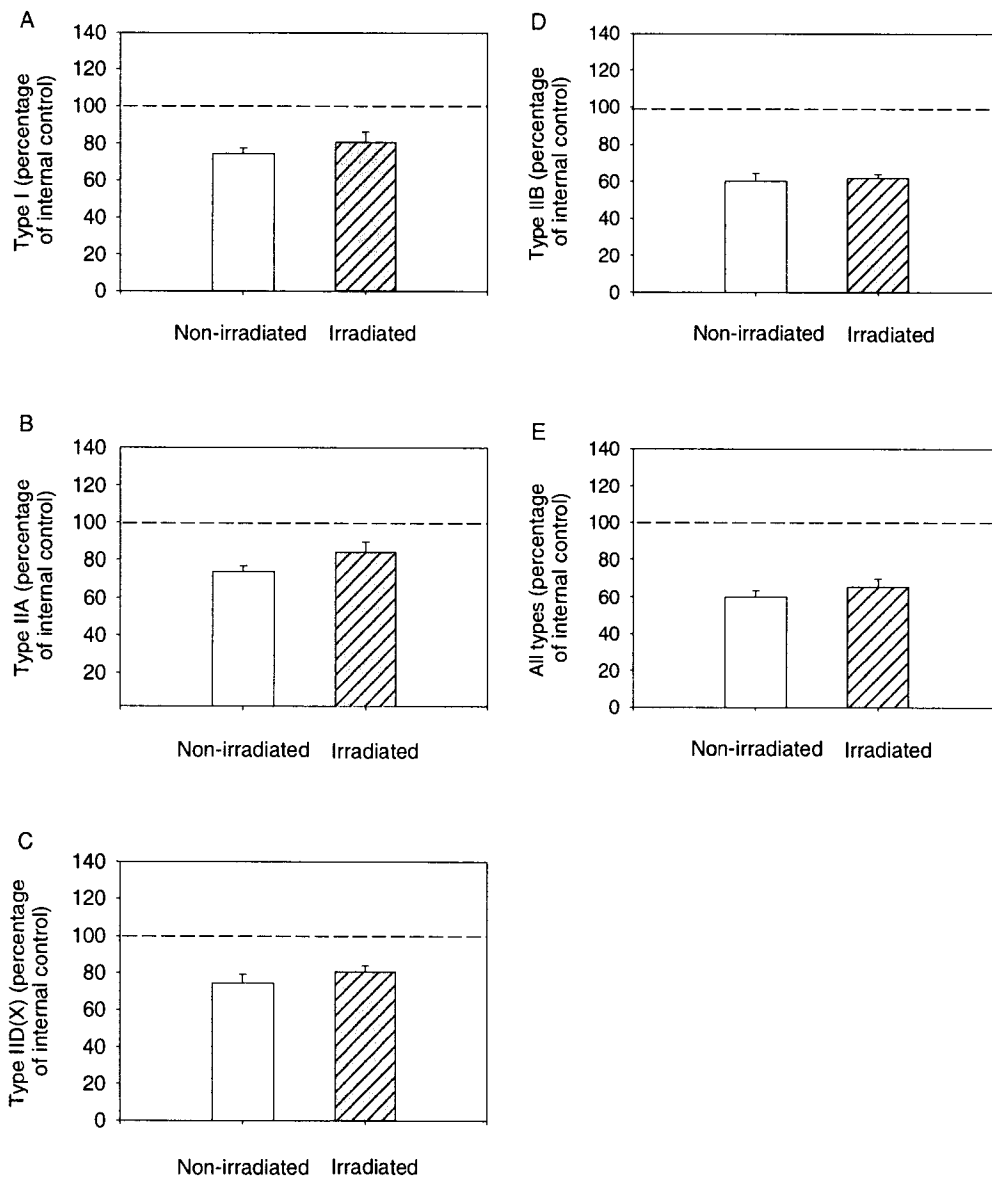 A
Type I (percentage
of internal control)
140
120
100
80
60
40
20
0
Non-irradiated Irradiated
D
Type IIB (percentage
of internal control)
140
120
100
80
60
40
20
0
Non-irradiated Irradiated
B
Type IIA (percentage
of internal control)
140
120
100
80
60
40
20
Non-irradiated Irradiated
E
All types (percentage
of internal control)
140
120
100
80
60
40
20
0
Non-irradiated Irradiated
C
Type IID(X) (percentage
of internal control)
140
120
100
80
60
40
20
0
Non-irradiated Irradiated